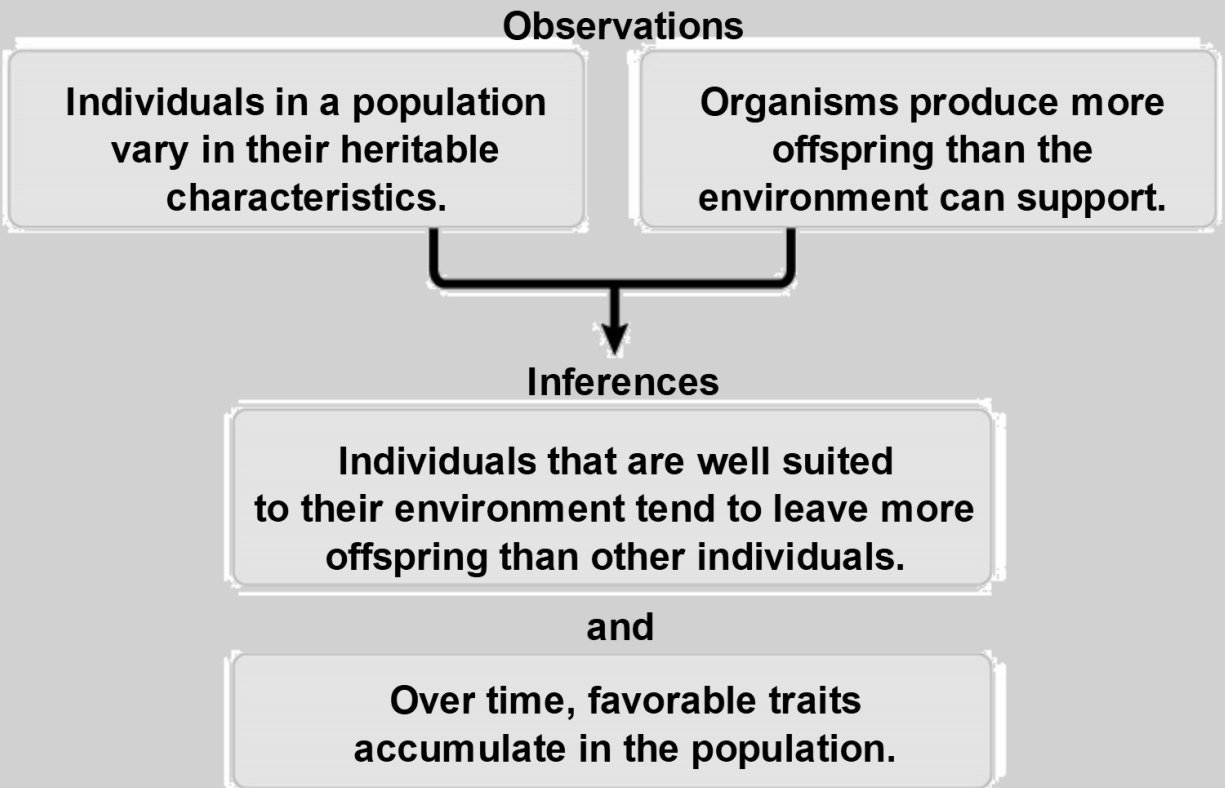 Observations
Individuals in a population
vary in their heritable
characteristics.
Organisms produce more
offspring than the
environment can support.
Inferences
Individuals that are well suited
to their environment tend to leave more
offspring than other individuals.
and
Over time, favorable traits
accumulate in the population.